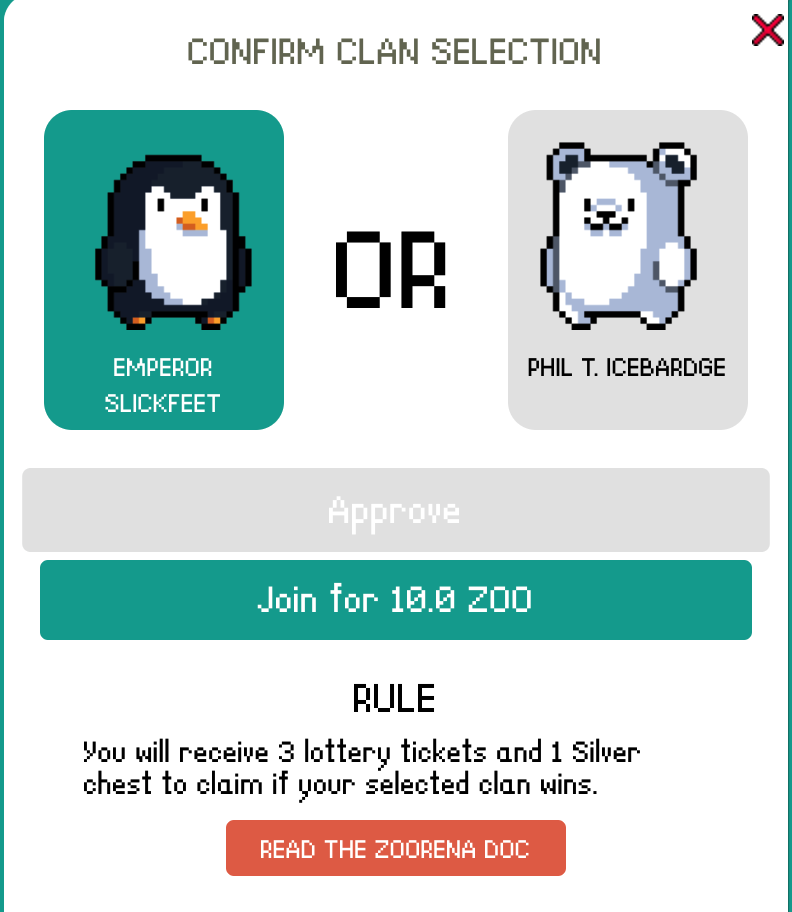 CONFIRM CLAN SELECTION
OR
EMPEROR
SLICKFEET
PHIL T. ICEBARDGE
Approve
Join for 10.0 ZOO
RULE
You will receive 3 lottery tickets and 1 Silver
chest to claim if your selected clan wins.
READ THE ZOORENA DOC